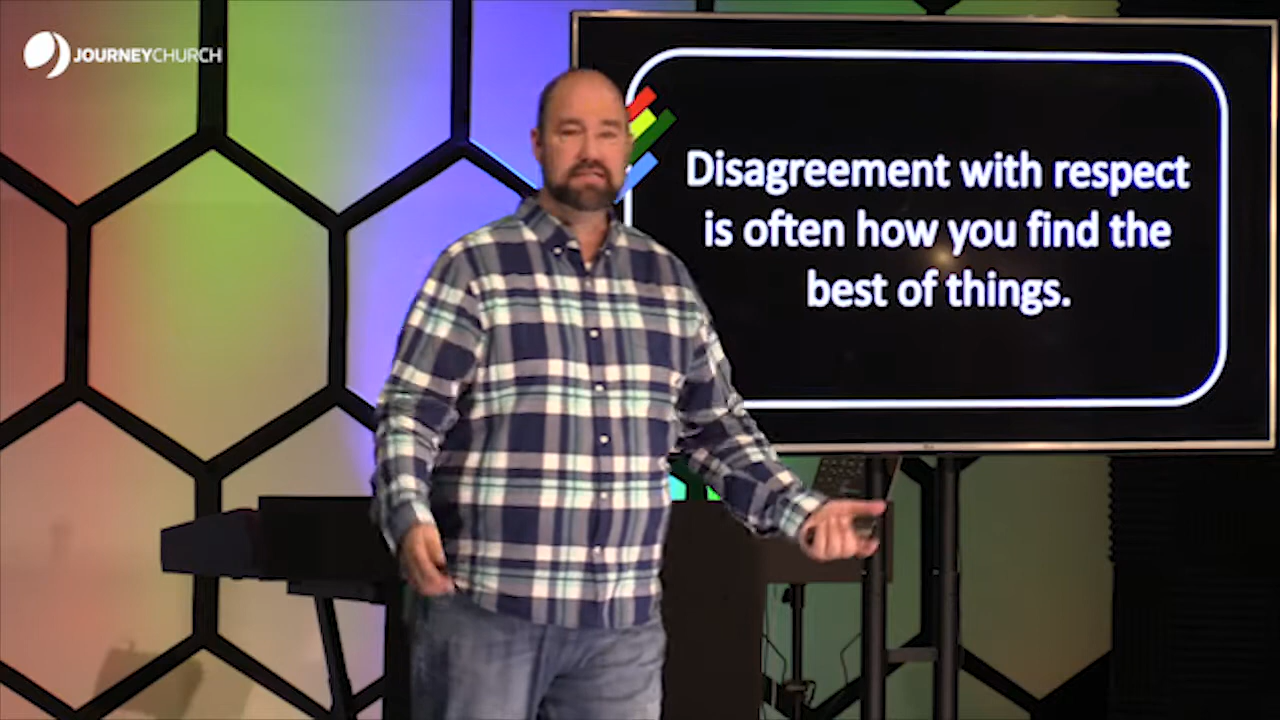 JOURNEYCHURCH
Disagreement with respect
is often how you find the
best of things.